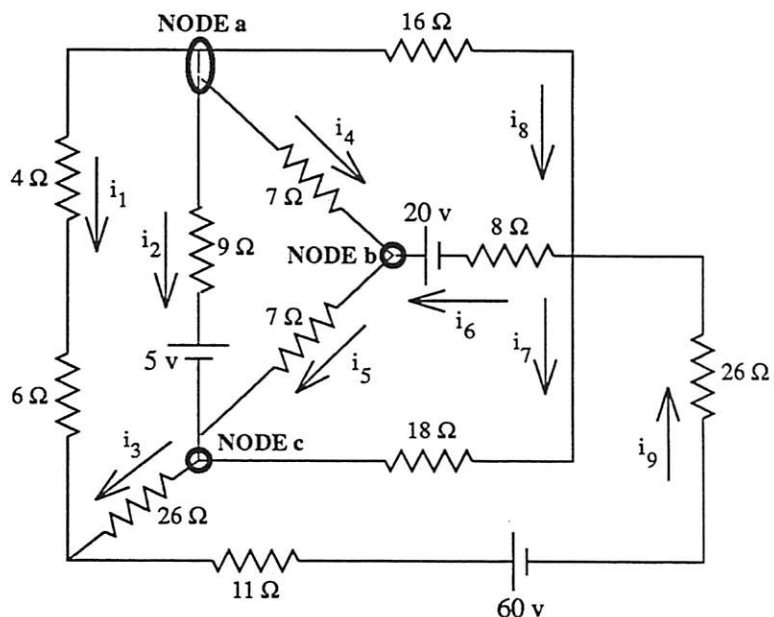 NODE a
16 Ω
i8
i4
4 Ω
i1
7 Ω
20 v
8 Ω
i2
9 Ω
NODE b
7 Ω
i6
i7
5 v
i5
26 Ω
6 Ω
i3
NODE c
18 Ω
i9
26 Ω
11 Ω
60 v